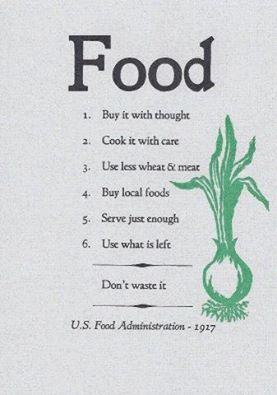 Food
1. Buy it with thought
2. Cook it with care
3. Use less wheat & meat
4. Buy local foods
5. Serve just enough
6. Use what is left
Don't waste it
U.S. Food Administration - 1917